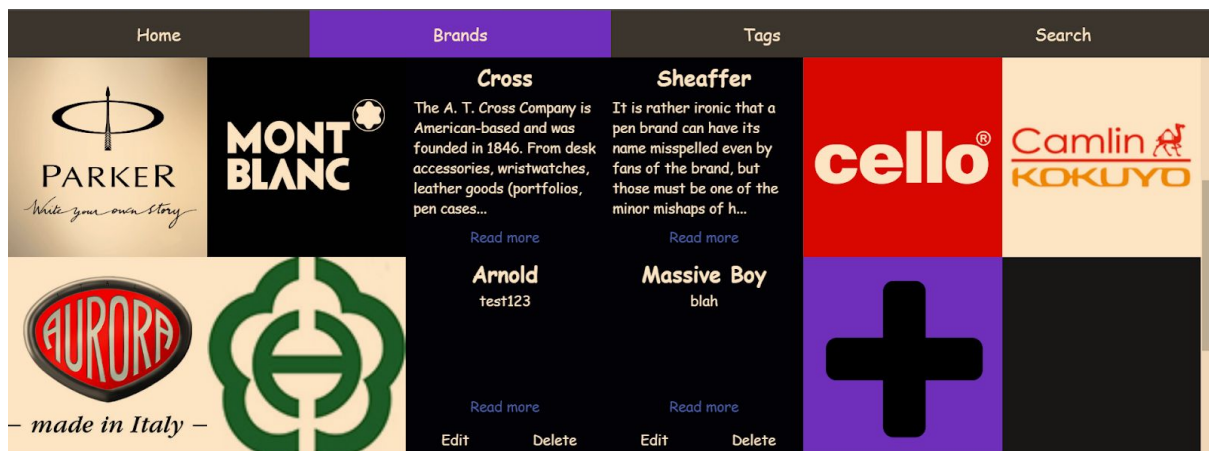 Home Brands Tags Search
PARKER
Write your own story
MONT
BLANC
Cross
The A. T. Cross Company is
American-based and was
founded in 1846. From desk
accessories, wristwatches,
leather goods (portfolios,
pen cases...
Read more
Sheaffer
It is rather ironic that a
pen brand can have its
name misspelled even by
fans of the brand, but
those must be one of the
minor mishaps of h...
Read more
cello®
Camlin
KOKUYO
AURORA
– made in Italy –
Arnold
test123
Read more
Edit Delete
Massive Boy
blah
Read more
Edit Delete